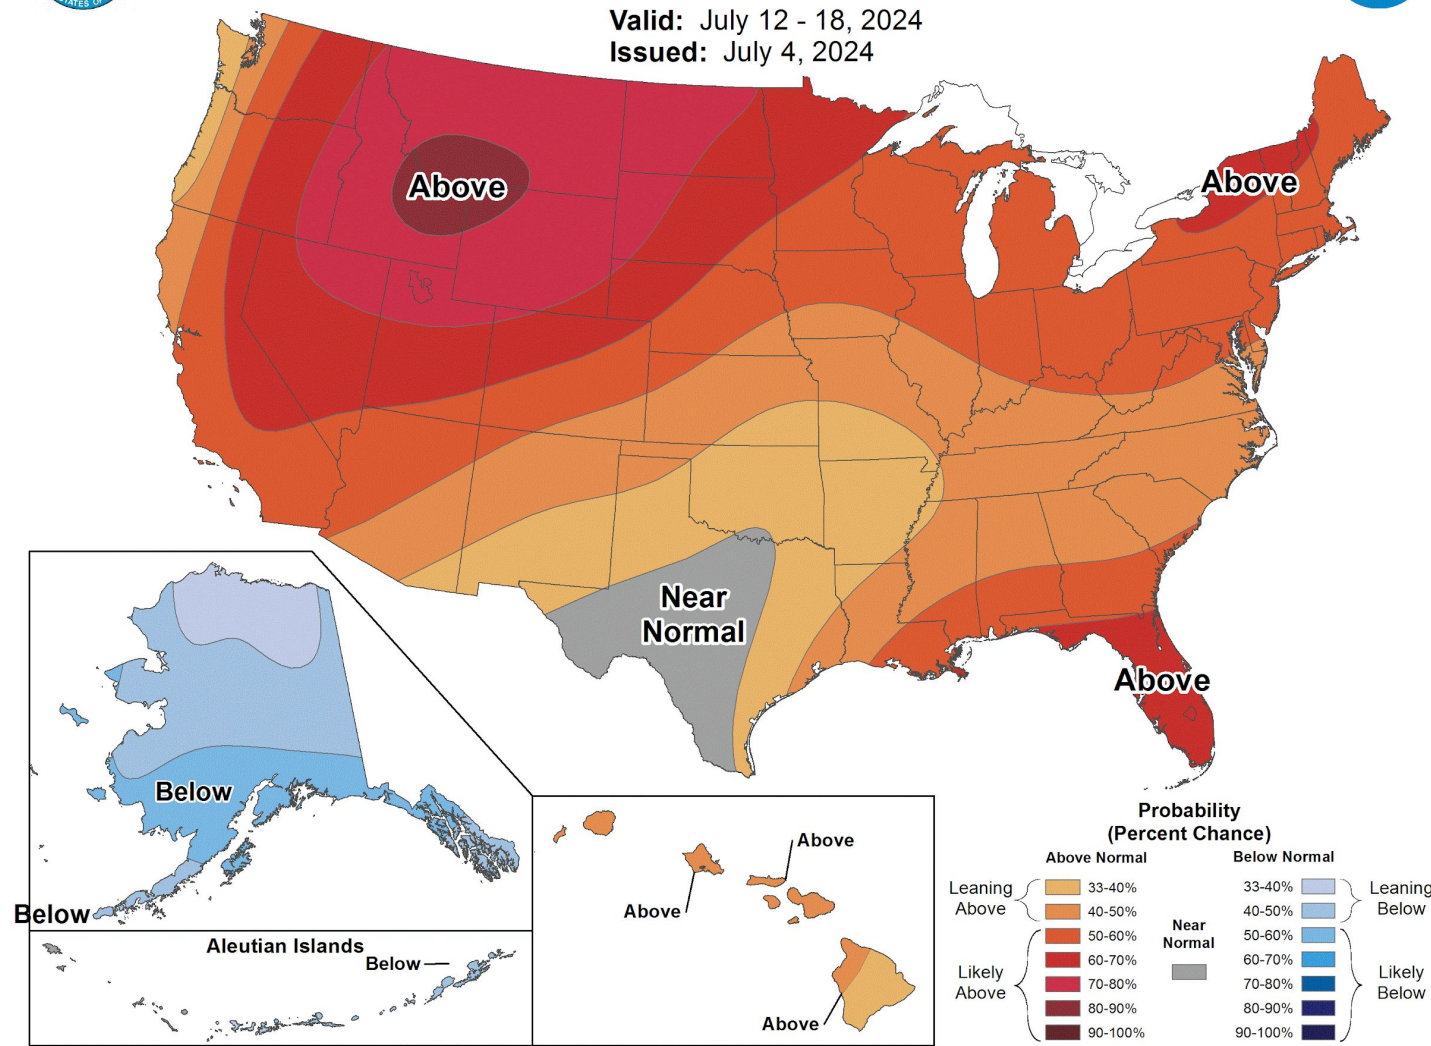 STATES OF
Valid: July 12 - 18, 2024
Issued: July 4, 2024
Above
Above
Near
Normal
Above
Below
Below
Aleutian Islands
Below
Above
Above
Above
Probability
(Percent Chance)
Above Normal
Below Normal
Leaning
Above
33-40%
40-50%
Likely
Above
50-60%
60-70%
70-80%
80-90%
90-100%
Near
Normal
33-40%
40-50%
Leaning
Below
50-60%
60-70%
70-80%
80-90%
90-100%
Likely
Below